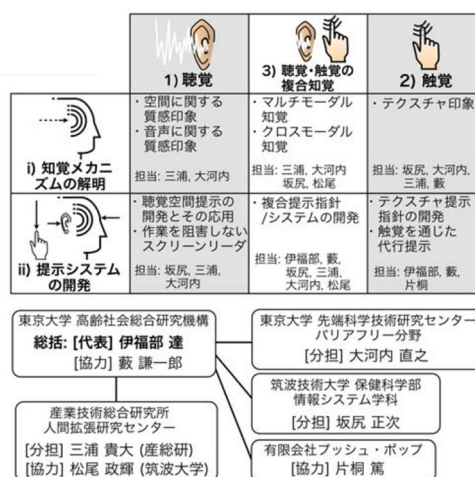 1) 聴覚
3) 聴覚・触覚の
複合知覚
2) 触覚
i) 知覚メカニ
ズムの解明
・空間に関する
質感印象
・音声に関する
質感印象
担当: 三浦, 大河内
・マルチモーダル
知覚
・クロスモーダル
知覚
担当: 三浦, 大河内
坂尻, 松尾
・テクスチャ印象
担当: 坂尻, 大河内,
三浦, 藪
ii) 提示システム
の開発
・聴覚空間提示の
開発とその応用
・作業を阻害しない
スクリーンリーダ
担当: 坂尻, 三浦,
大河内
・複合提示指針
/システムの開発
担当: 伊福部, 藪,
坂尻, 三浦,
大河内, 松尾
・テクスチャ提示
指針の開発
・触覚を通じた
代行提示
担当: 伊福部, 藪,
片桐
東京大学 高齢社会総合研究機構
総括: [代表] 伊福部 達
[協力] 藪 謙一郎
東京大学 先端科学技術研究センター
バリアフリー分野
[分担] 大河内 直之
筑波技術大学 保健科学部
情報システム学科
[分担] 坂尻 正次
産業技術総合研究所
人間拡張研究センター
[分担] 三浦 貴大 (産総研)
[協力] 松尾 政輝 (筑波技大)
有限会社プッシュ・ポップ
[協力] 片桐 篤